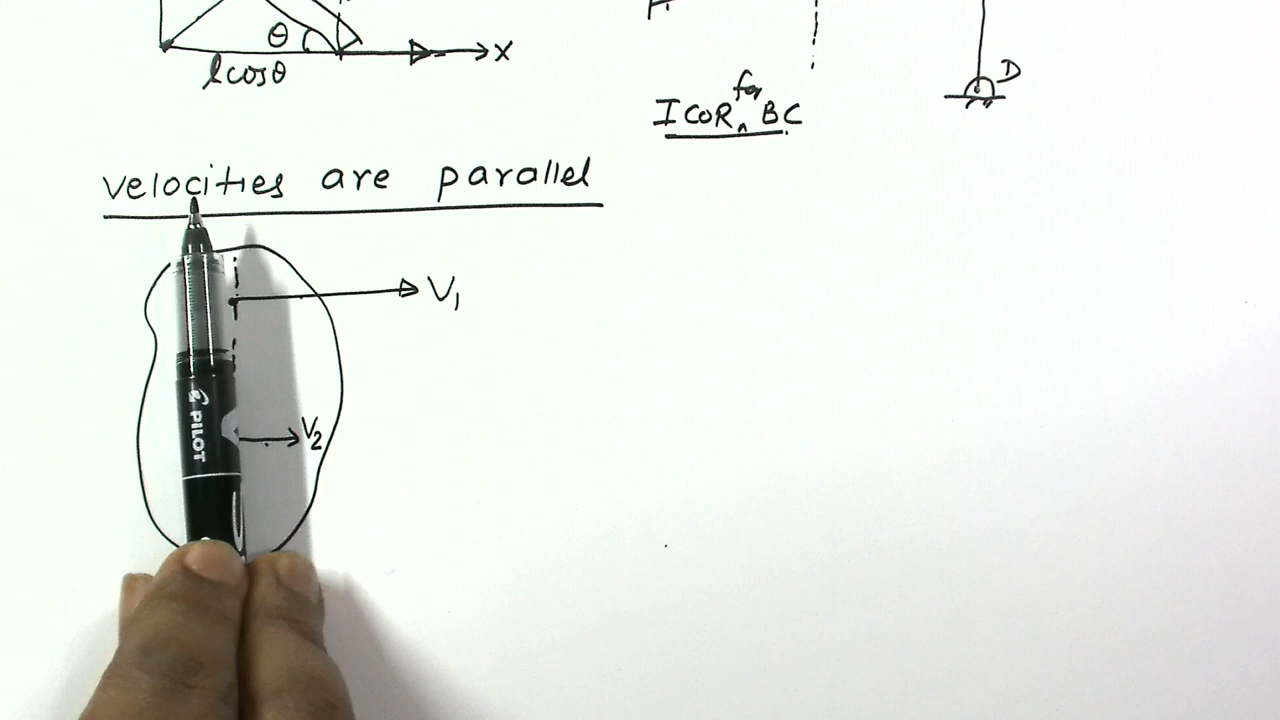 θ
x
lcosθ
for
ICOR ^ BC
D
velocities are parallel
V₁
V₂
PILOT